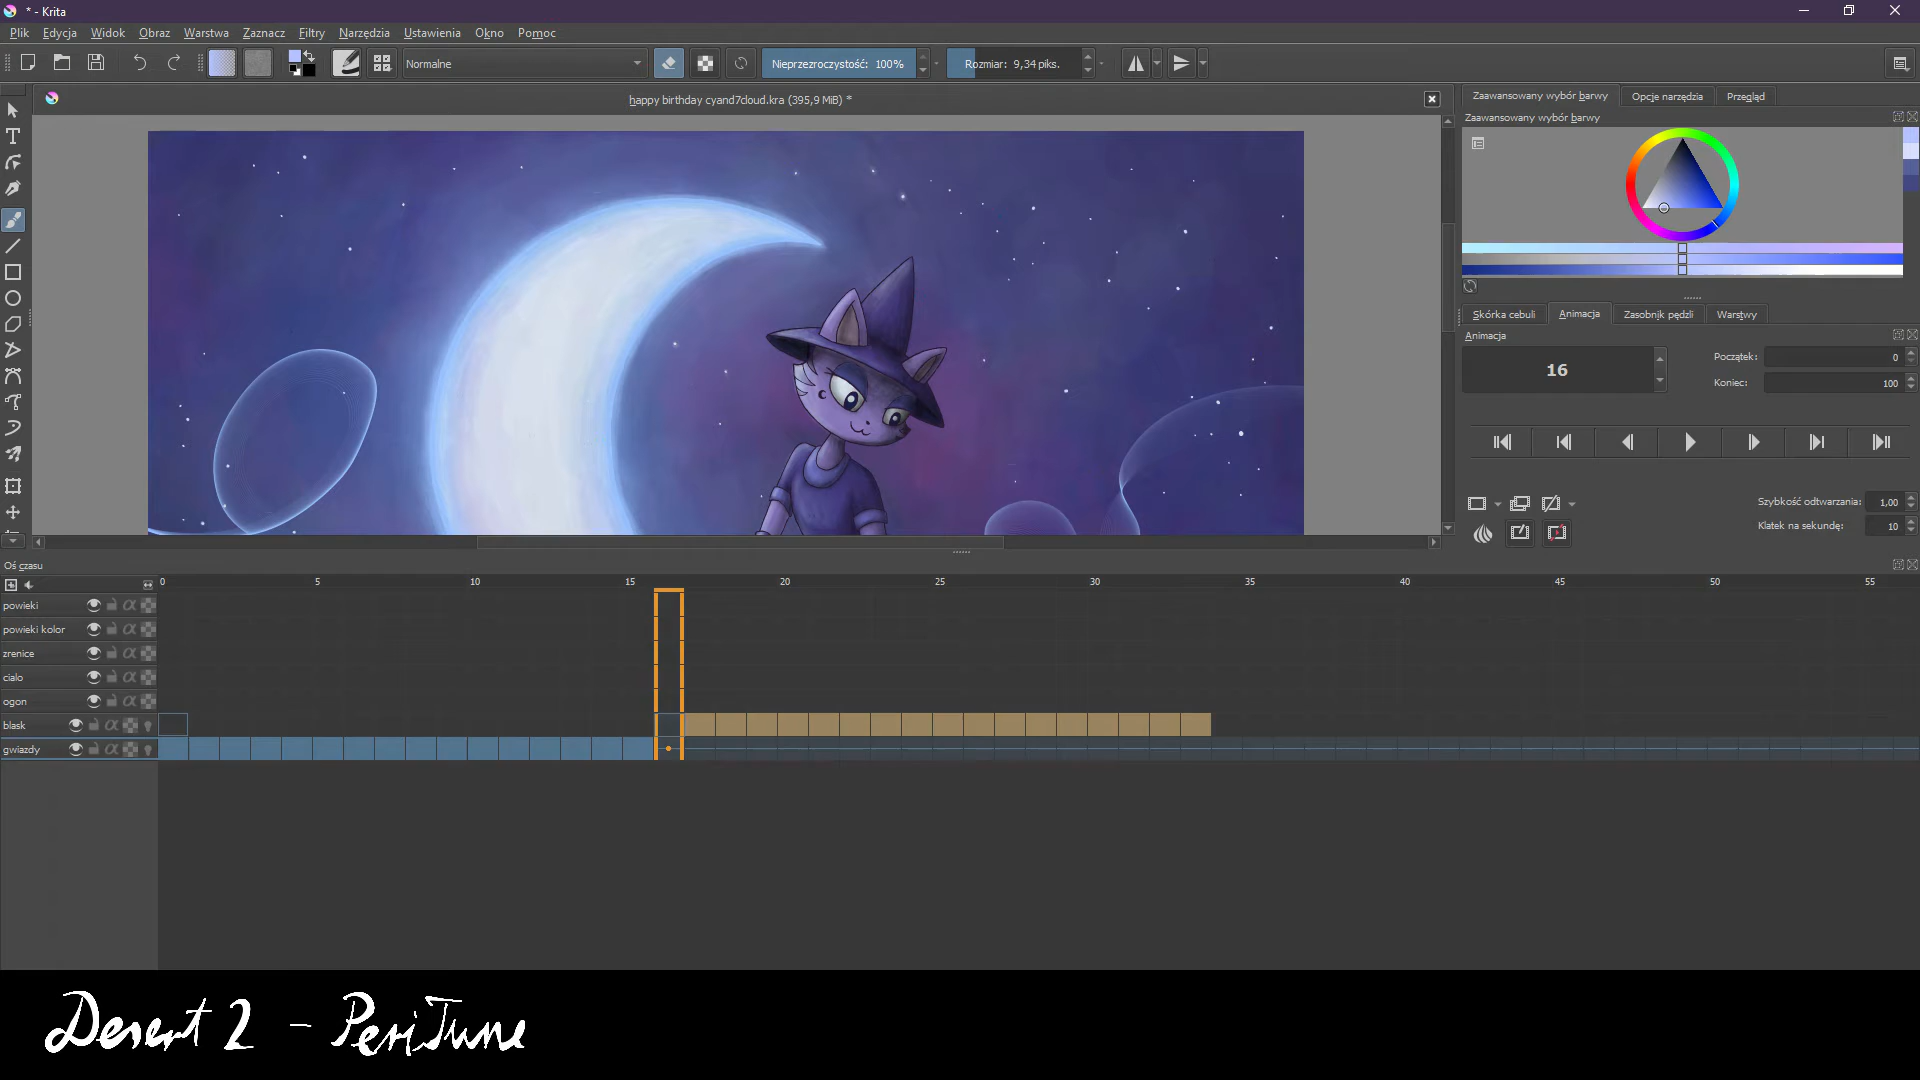 * - Krita
Plik Edycja Widok Obraz Warstwa Zaznacz Filtry Narzędzia Ustawienia Okno Pomoc
Normalne Nieprzezroczystość: 100% Rozmiar: 9,34 piks.
happy birthday cyand7cloud.kra (395,9 MiB) *
Zaawansowany wybór barwy Opcje narzędzia Przegląd
Zaawansowany wybór barwy
Skórka cebuli Animacja Zasobnik pędzli Warstwy
Animacja
16
Początek: 0
Koniec: 100
Szybkość odtwarzania: 1,00
Klatek na sekundę: 10
Oś czasu
0 5 10 15 20 25 30 35 40 45 50 55
powieki
powieki kolor
zrenice
cialo
ogon
blask
gwiazdy
Desert 2 - PeriTune